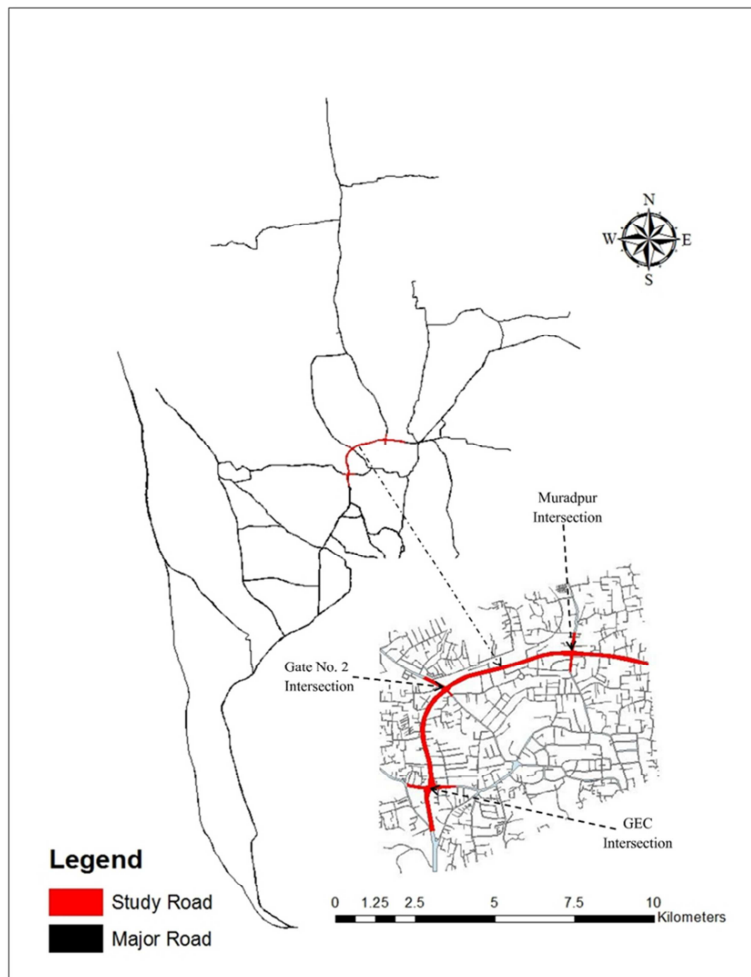 N
W E
S
Muradpur
Intersection
Gate No. 2
Intersection
GEC
Intersection
Legend
Study Road
Major Road
0 1.25 2.5 5 7.5 10
Kilometers